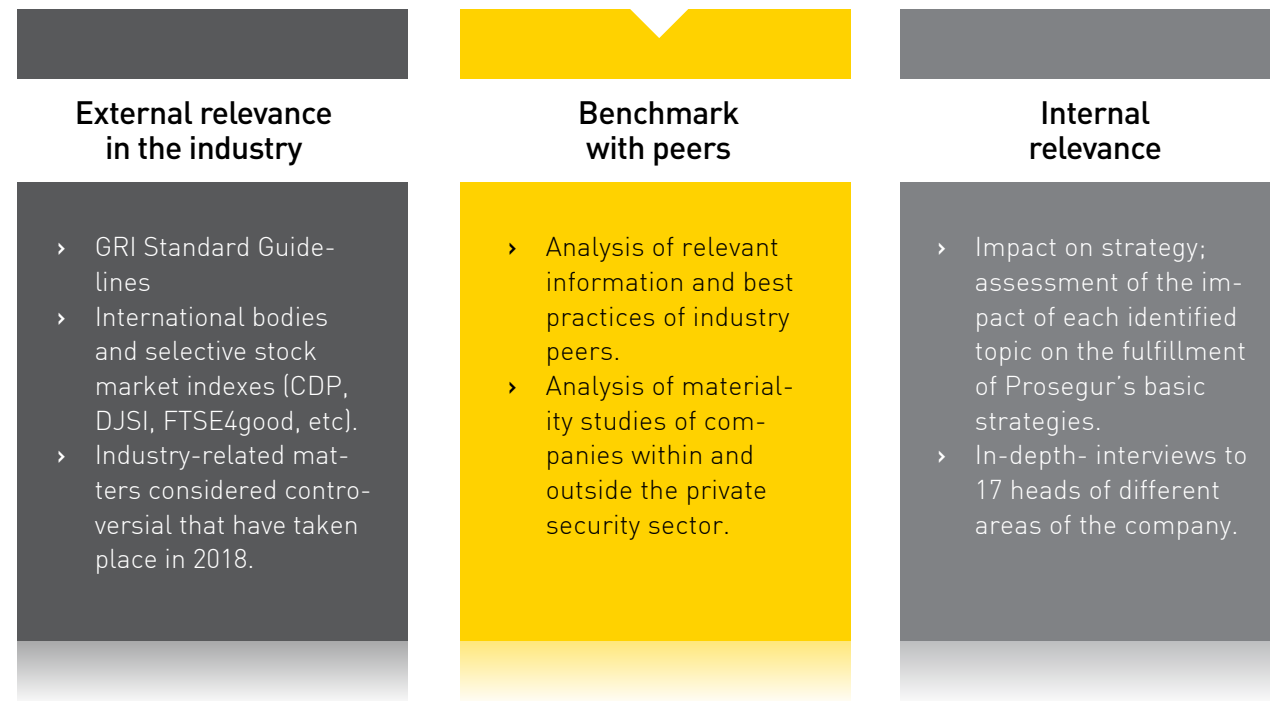 External relevance
in the industry
› GRI Standard Guide-
lines
› International bodies
and selective stock
market indexes (CDP,
DJSI, FTSE4good, etc).
› Industry-related mat-
ters considered contro-
versial that have taken
place in 2018.
Benchmark
with peers
› Analysis of relevant
information and best
practices of industry
peers.
› Analysis of material-
ity studies of com-
panies within and
outside the private
security sector.
Internal
relevance
› Impact on strategy;
assessment of the im-
pact of each identified
topic on the fulfillment
of Prosegur’s basic
strategies.
› In-depth- interviews to
17 heads of different
areas of the company.